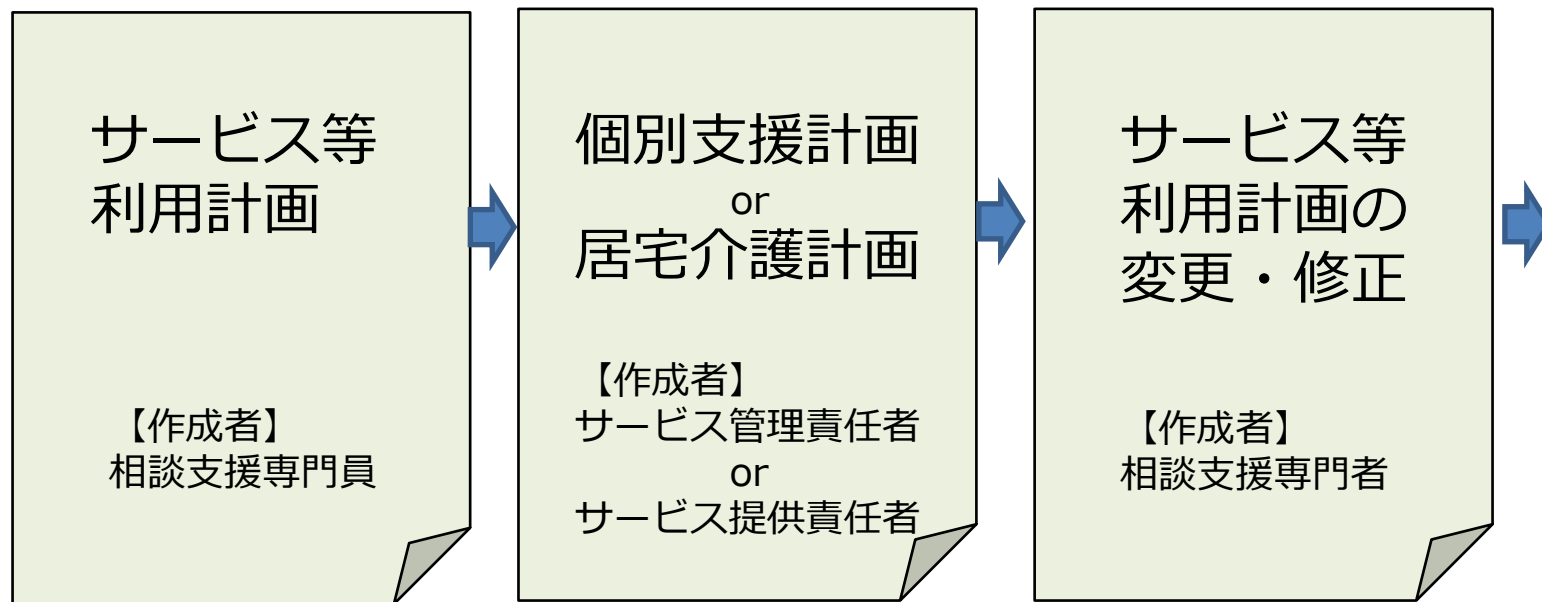 サービス等
利用計画
【作成者】
相談支援専門員
個別支援計画
or
居宅介護計画
【作成者】
サービス管理責任者
or
サービス提供責任者
サービス等
利用計画の
変更・修正
【作成者】
相談支援専門者